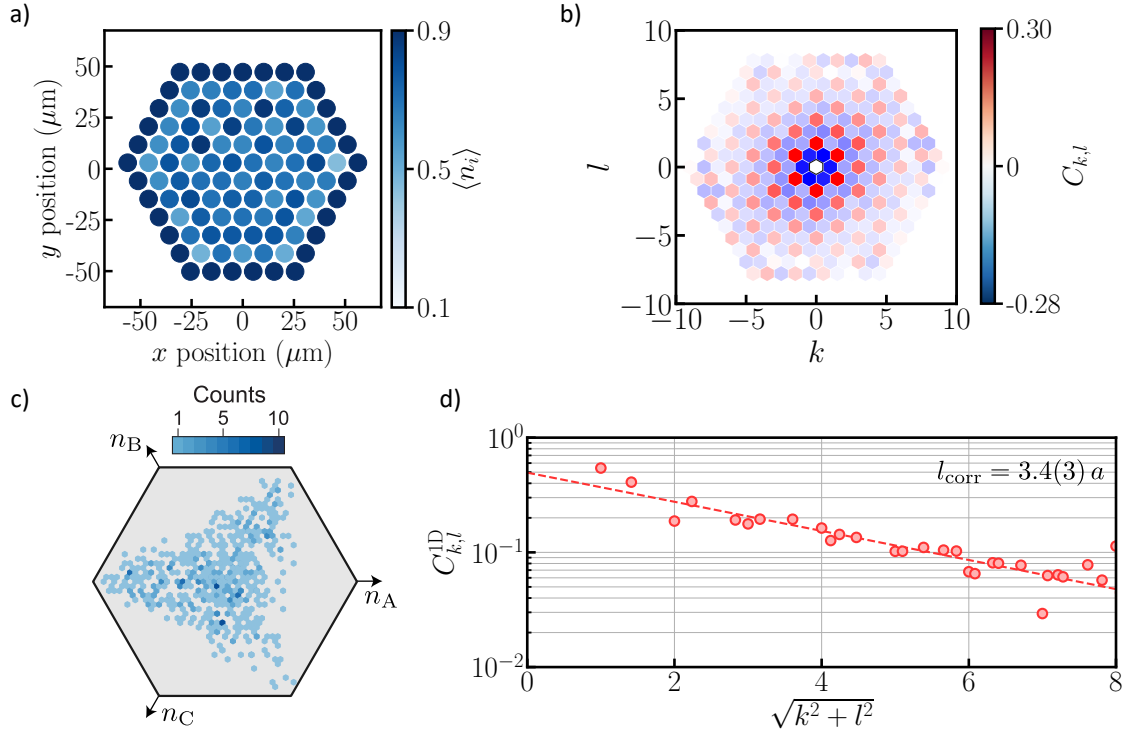 a)
50
25
0
-25
-50
y position (μm)
-50
-25
0
25
50
x position (μm)
0.9
0.5
0.1
⟨n_i⟩
b)
10
5
0
−5
−10
l
−10
−5
0
5
10
k
0.30
0
-0.28
C_{k,l}
c)
Counts
1 5 10
n_B
n_A
n_C
d)
10^0
10^{−1}
10^{−2}
C^{1D}_{k,l}
l_corr = 3.4(3) a
0 2 4 6 8
√(k² + l²)